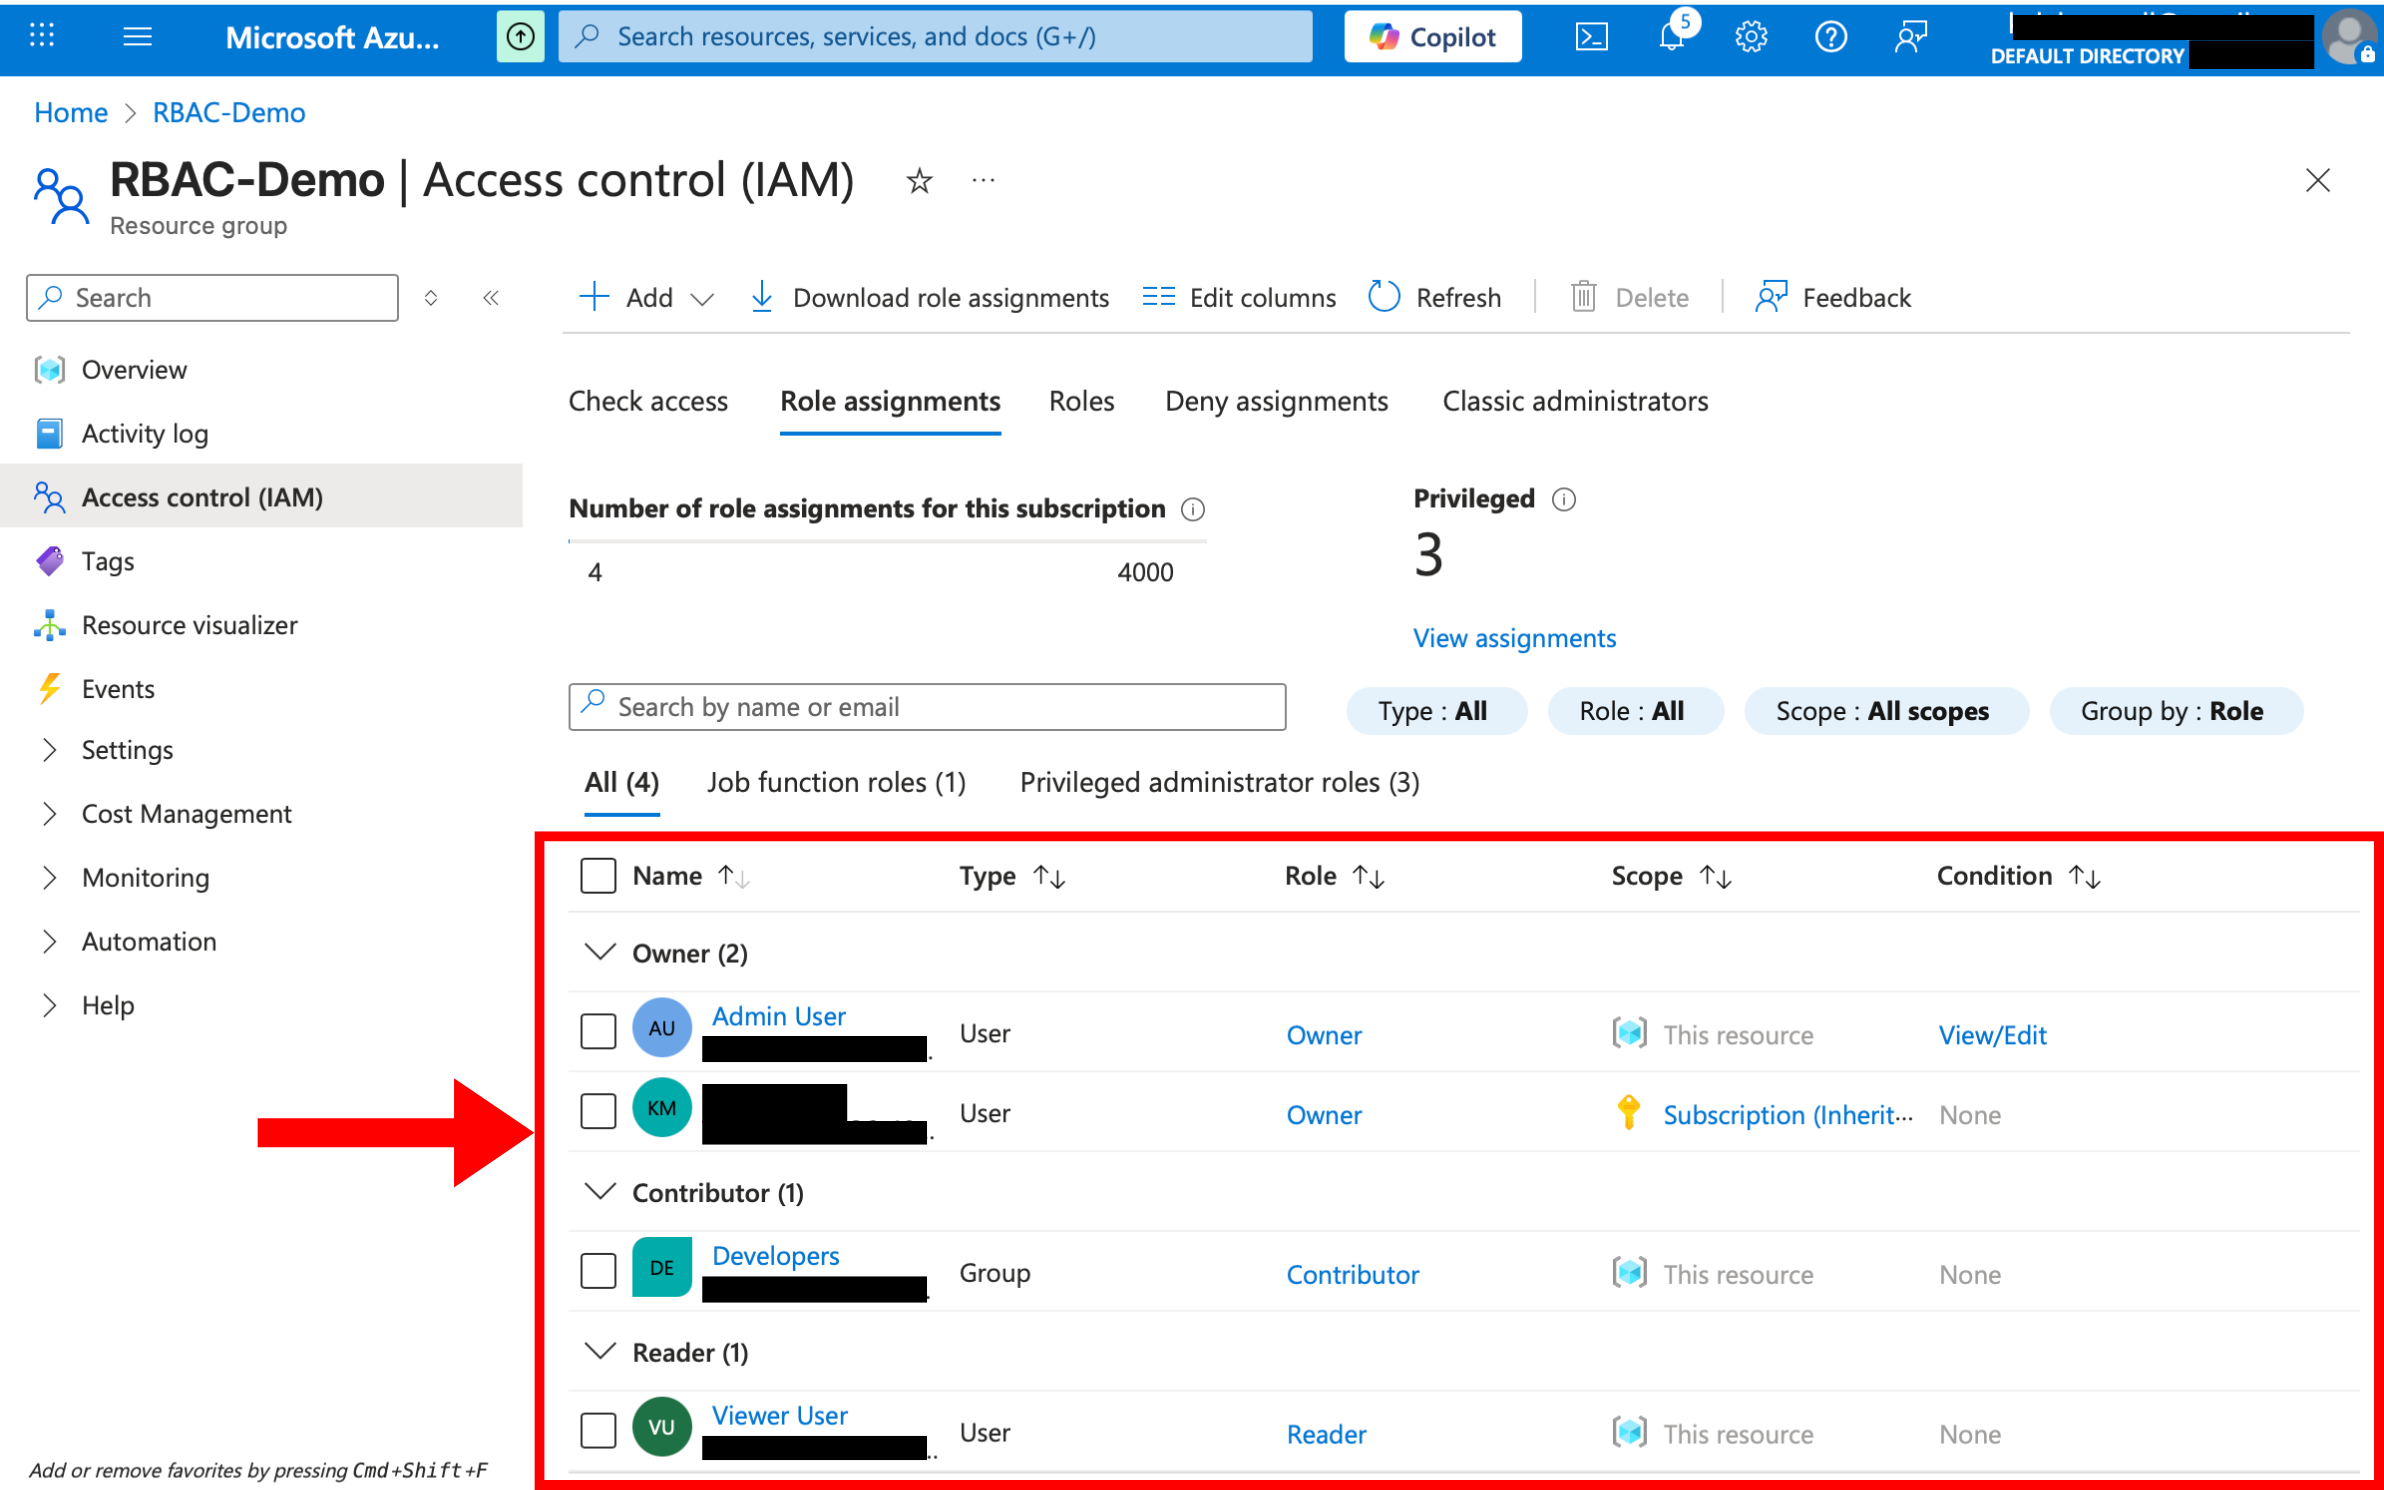 Microsoft Azu...
Search resources, services, and docs (G+/)
Copilot
5
DEFAULT DIRECTORY
Home > RBAC-Demo
RBAC-Demo | Access control (IAM)
...
Resource group
Search
Add
Download role assignments
Edit columns
Refresh
Delete
Feedback
Overview
Activity log
Access control (IAM)
Tags
Resource visualizer
Events
Settings
Cost Management
Monitoring
Automation
Help
Add or remove favorites by pressing Cmd+Shift+F
Check access
Role assignments
Roles
Deny assignments
Classic administrators
Number of role assignments for this subscription
4
4000
Privileged
3
View assignments
Search by name or email
Type : All
Role : All
Scope : All scopes
Group by : Role
All (4)
Job function roles (1)
Privileged administrator roles (3)
Name Type Role Scope Condition
Owner (2)
AU Admin User User Owner This resource View/Edit
KM User Owner Subscription (Inherit... None
Contributor (1)
DE Developers Group Contributor This resource None
Reader (1)
VU Viewer User User Reader This resource None